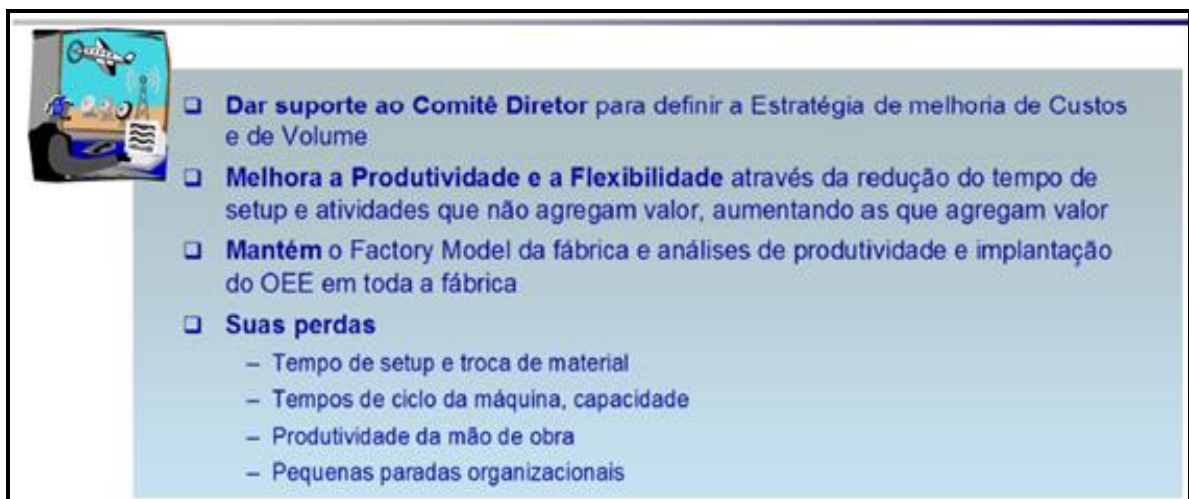 ❑ Dar suporte ao Comitê Diretor para definir a Estratégia de melhoria de Custos
e de Volume
❑ Melhora a Produtividade e a Flexibilidade através da redução do tempo de
setup e atividades que não agregam valor, aumentando as que agregam valor
❑ Mantém o Factory Model da fábrica e análises de produtividade e implantação
do OEE em toda a fábrica
❑ Suas perdas
– Tempo de setup e troca de material
– Tempos de ciclo da máquina, capacidade
– Produtividade da mão de obra
– Pequenas paradas organizacionais